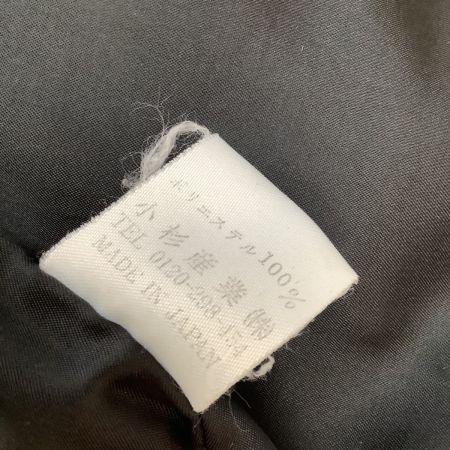 ポリエステル100%
小杉産業(株)
TEL 0120-298-154
MADE IN JAPAN